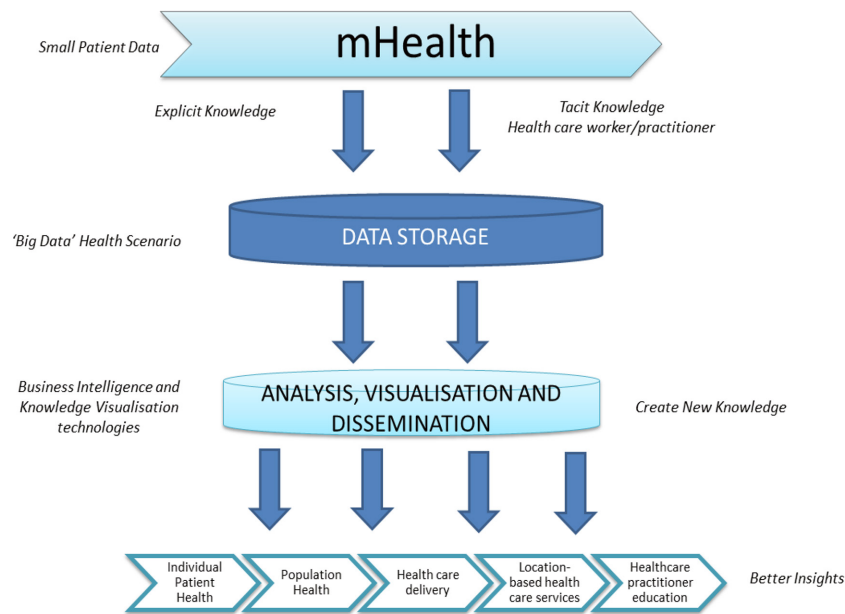 Small Patient Data
mHealth
Explicit Knowledge
Tacit Knowledge
Health care worker/practitioner
'Big Data' Health Scenario
DATA STORAGE
Business Intelligence and
Knowledge Visualisation
technologies
ANALYSIS, VISUALISATION AND
DISSEMINATION
Create New Knowledge
Individual
Patient
Health
Population
Health
Health care
delivery
Location-
based health
care services
Healthcare
practitioner
education
Better Insights